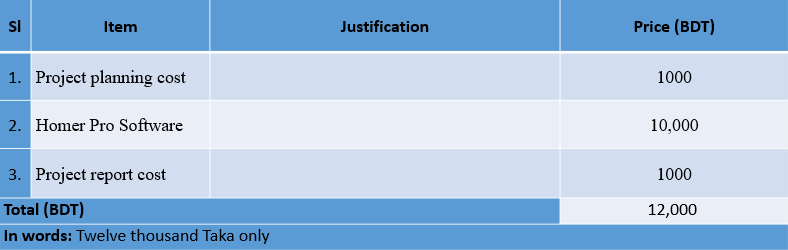 Sl Item Justification Price (BDT)
1. Project planning cost 1000
2. Homer Pro Software 10,000
3. Project report cost 1000
Total (BDT) 12,000
In words: Twelve thousand Taka only